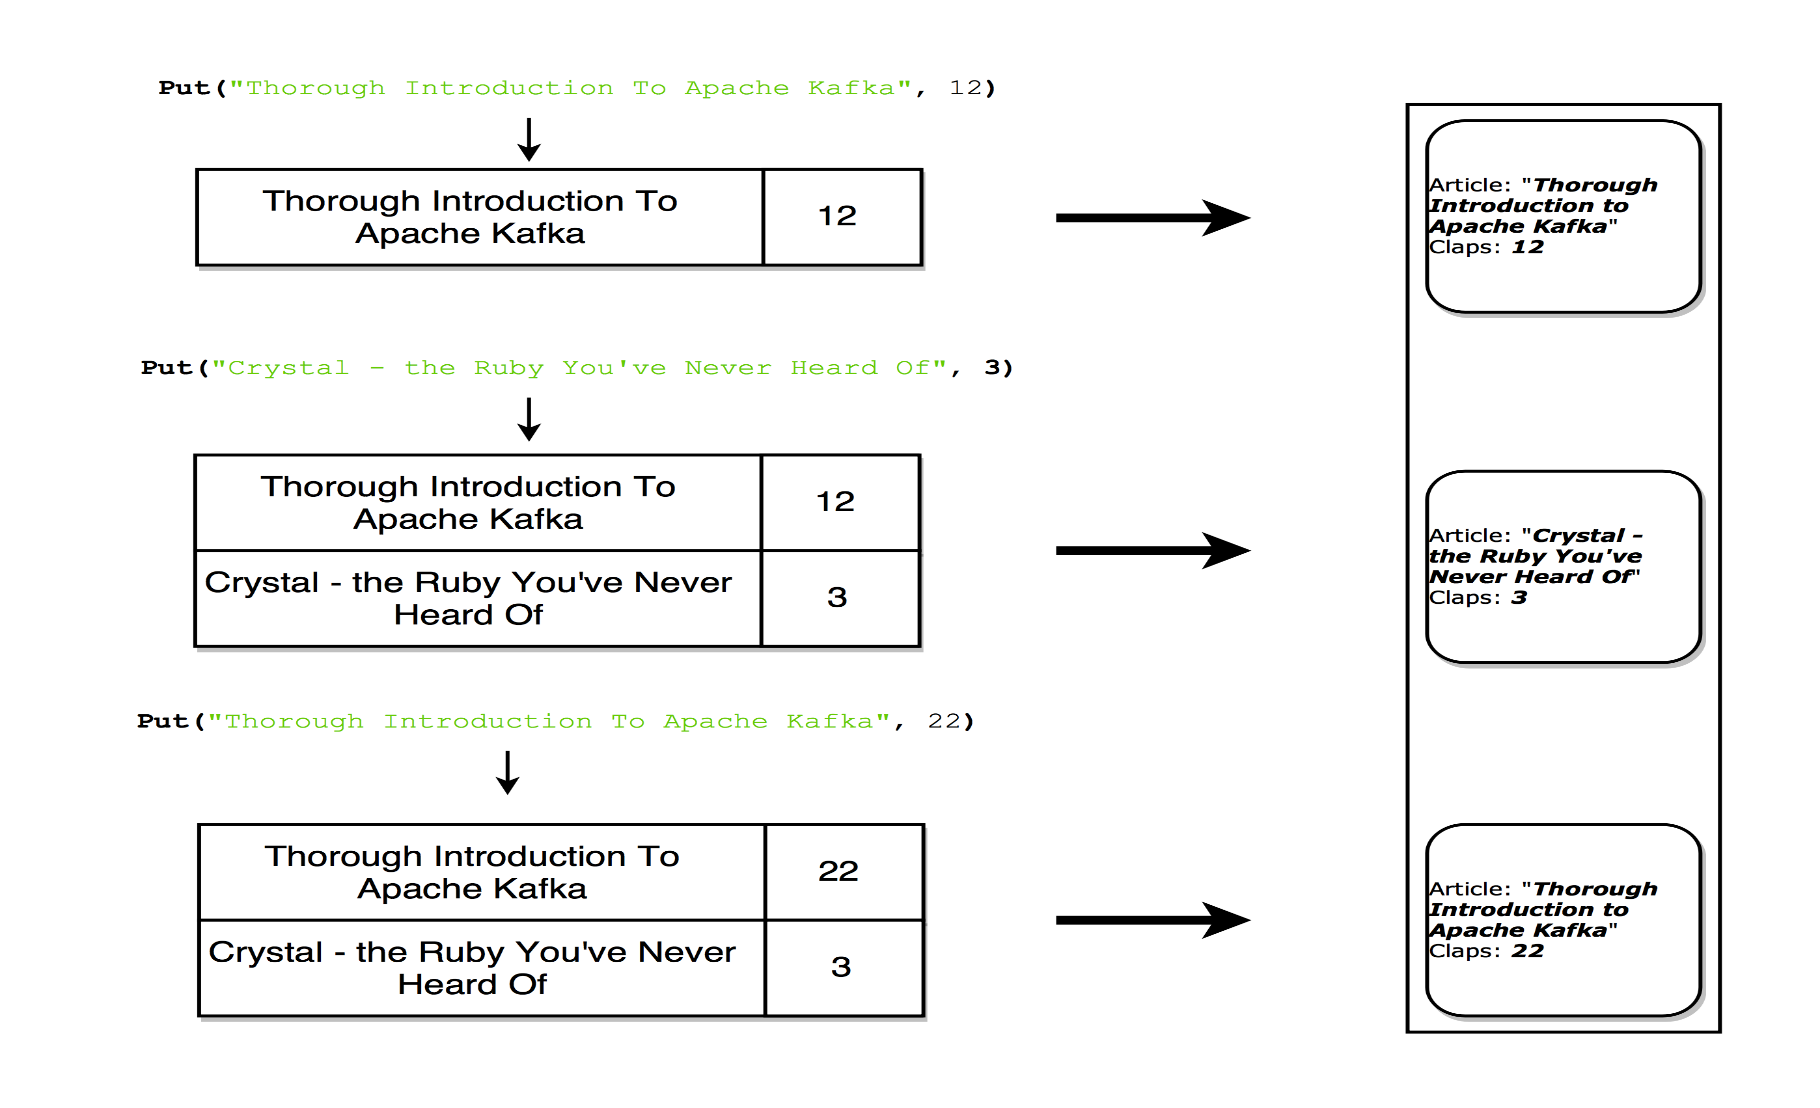 Put("Thorough Introduction To Apache Kafka", 12)
Thorough Introduction To
Apache Kafka
12
Article: "Thorough
Introduction to
Apache Kafka"
Claps: 12
Put("Crystal - the Ruby You've Never Heard Of", 3)
Thorough Introduction To
Apache Kafka
12
Crystal - the Ruby You've Never
Heard Of
3
Article: "Crystal -
the Ruby You've
Never Heard Of"
Claps: 3
Put("Thorough Introduction To Apache Kafka", 22)
Thorough Introduction To
Apache Kafka
22
Crystal - the Ruby You've Never
Heard Of
3
Article: "Thorough
Introduction to
Apache Kafka"
Claps: 22